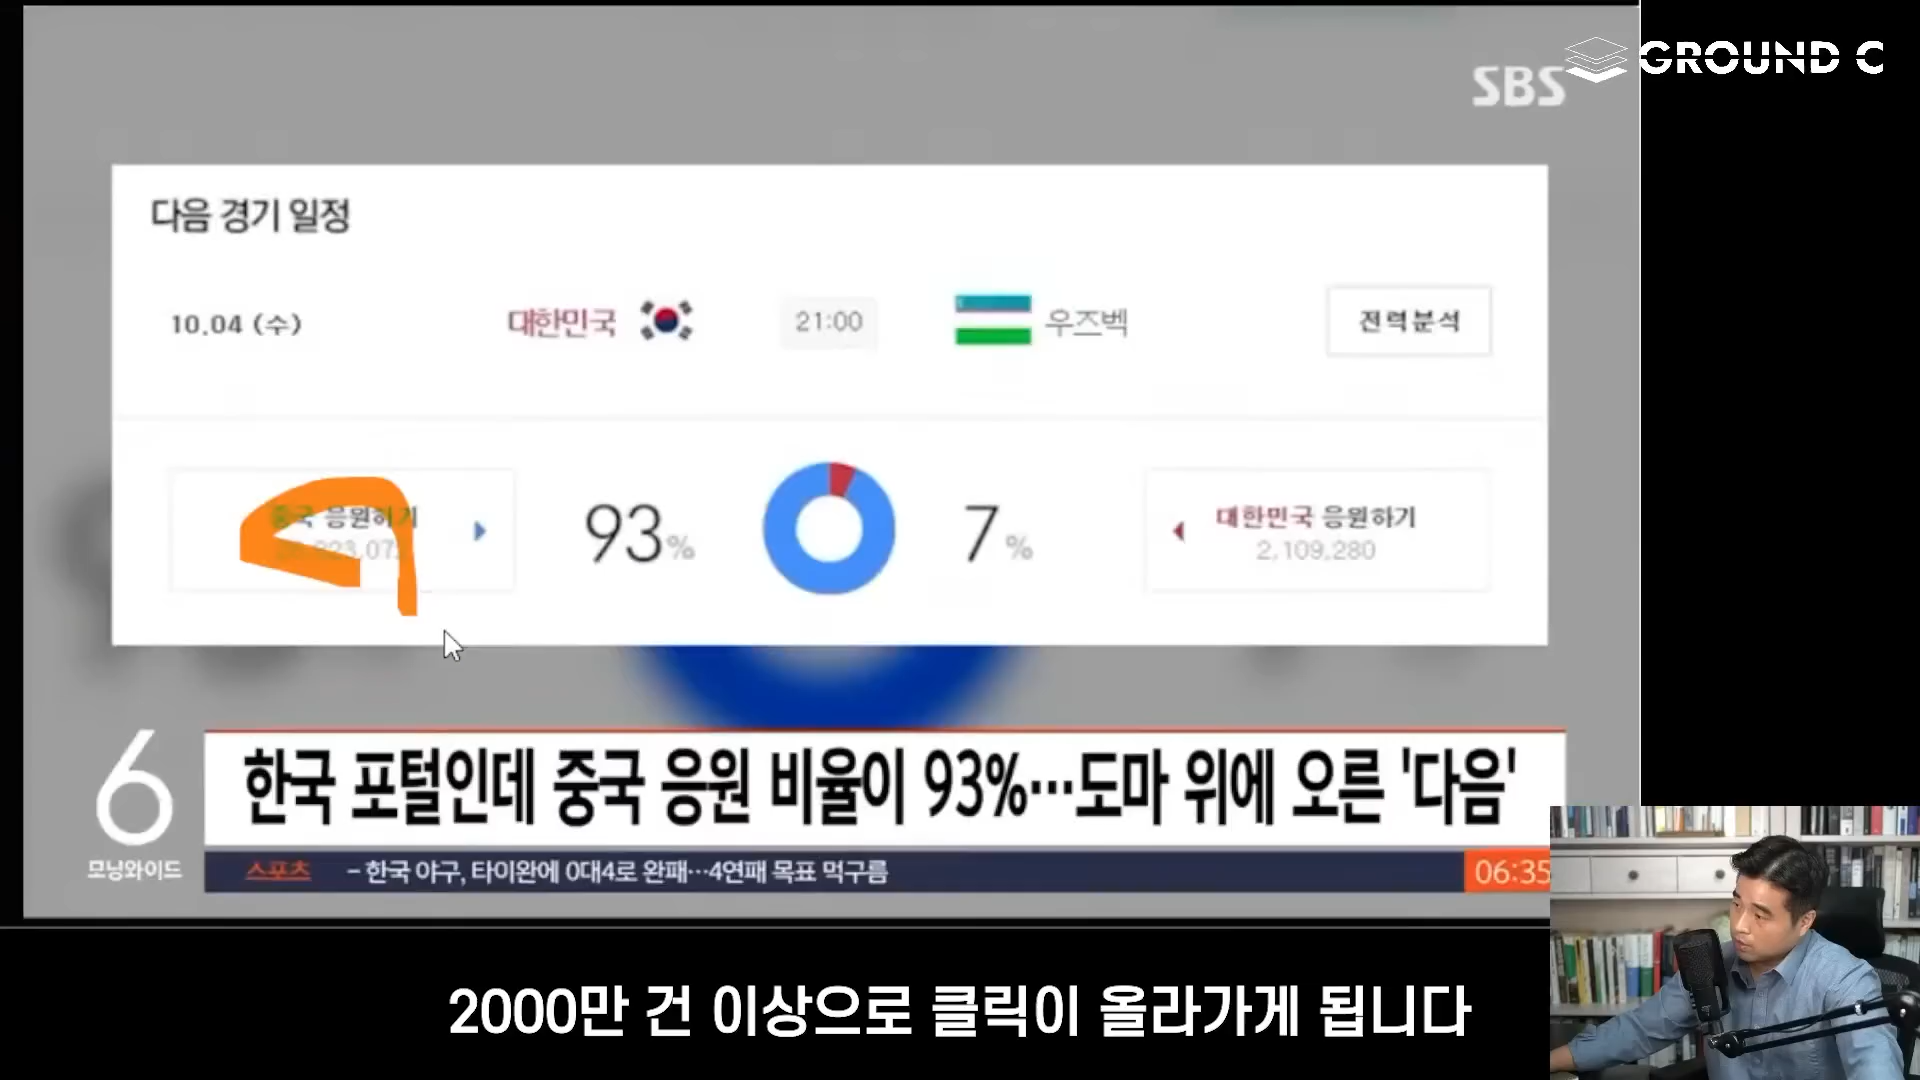 GROUND C
SBS
다음 경기 일정
10.04 (수)
대한민국
21:00
우즈벡
전력분석
중국 응원하기
93%
7%
대한민국 응원하기
2,109,280
6
모닝와이드
한국 포털인데 중국 응원 비율이 93%…도마 위에 오른 '다음'
스포츠
- 한국 야구, 타이완에 0대4로 완패…4연패 목표 먹구름
06:35
2000만 건 이상으로 클릭이 올라가게 됩니다